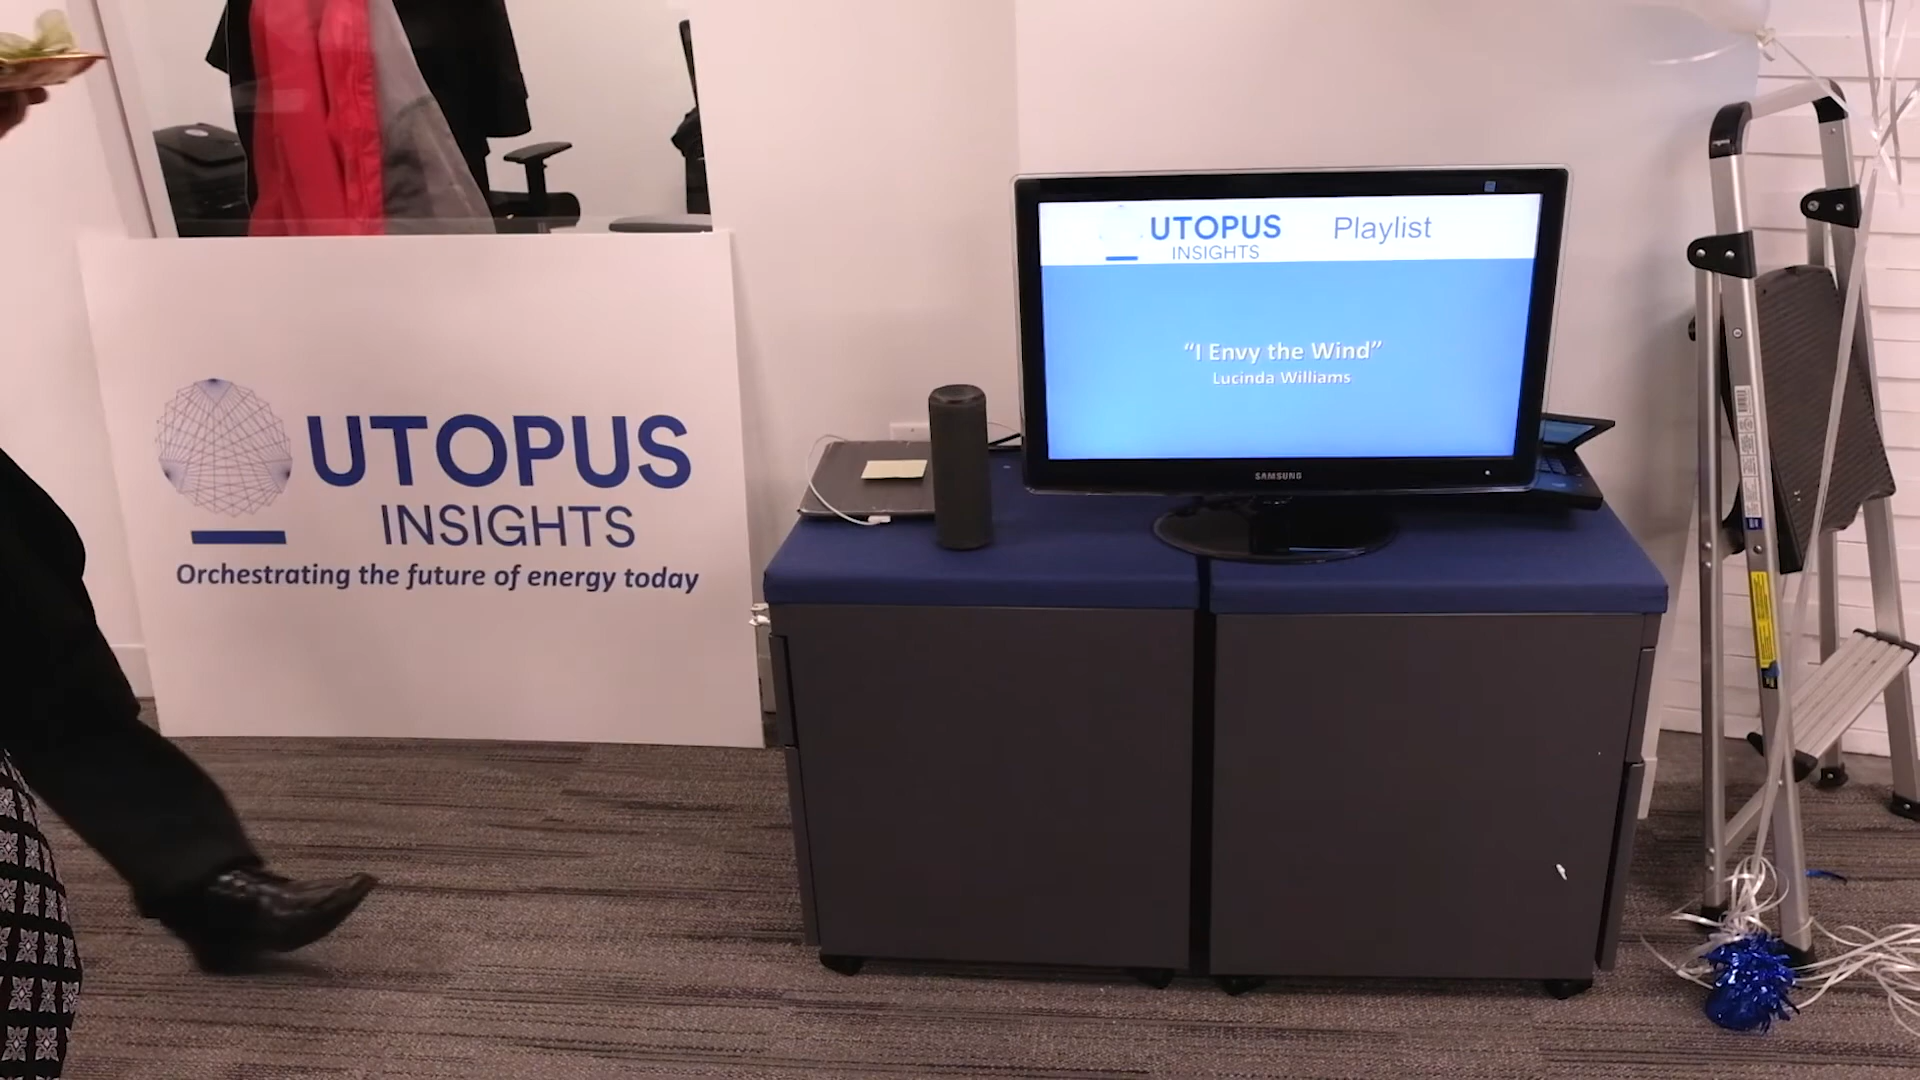 UTOPUS
INSIGHTS
Orchestrating the future of energy today
UTOPUS
INSIGHTS
Playlist
“I Envy the Wind”
Lucinda Williams
SAMSUNG